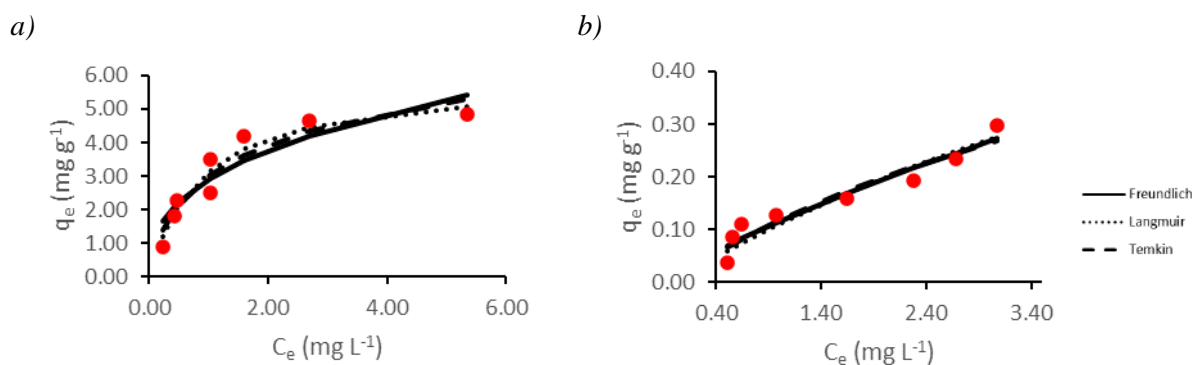 a)
b)
qe (mg g-1)
6.00
5.00
4.00
3.00
2.00
1.00
0.00
0.00 2.00 4.00 6.00
Ce (mg L-1)
qe (mg g-1)
0.40
0.30
0.20
0.10
0.00
0.40 1.40 2.40 3.40
Ce (mg L-1)
Freundlich
Langmuir
Temkin